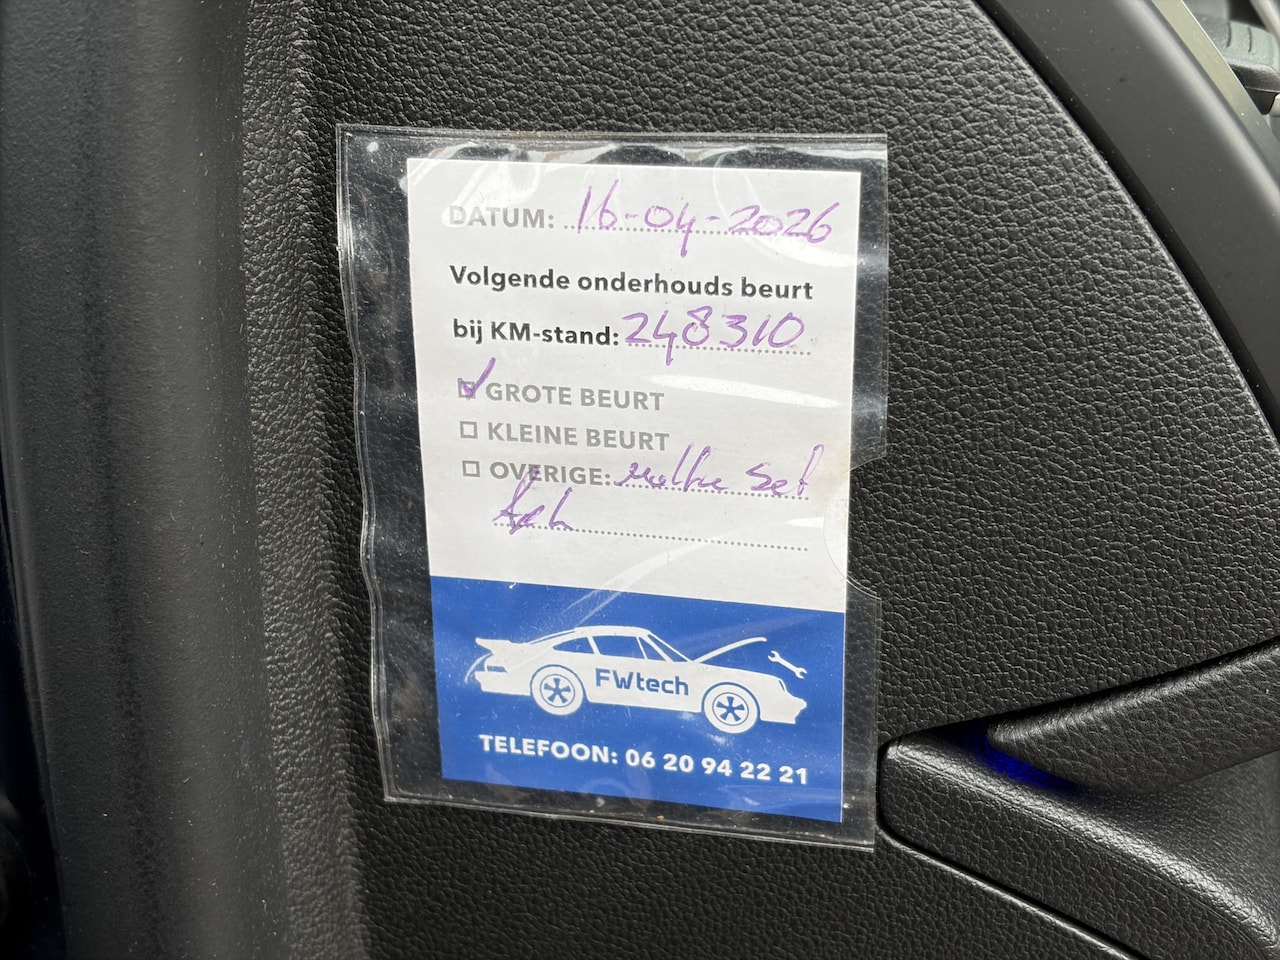 DATUM: 16-04-2026
Volgende onderhouds beurt
bij KM-stand: 248310
GROTE BEURT
KLEINE BEURT
OVERIGE: set
FWtech
TELEFOON: 06 20 94 22 21